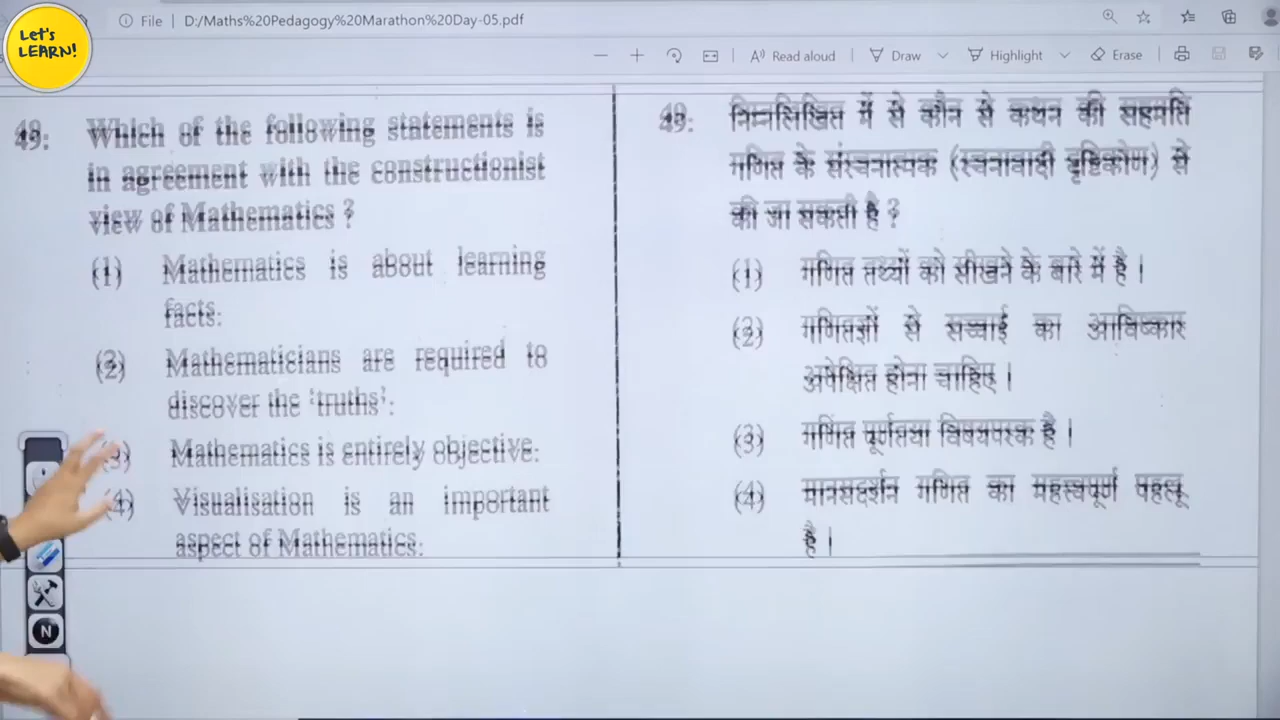 Let's
LEARN!
File | D:/Maths%20Pedagogy%20Marathon%20Day-05.pdf
Read aloud
Draw
Highlight
Erase
49.
Which of the following statements is
in agreement with the constructionist
view of Mathematics ?
(1) Mathematics is about learning
facts.
(2) Mathematicians are required to
discover the 'truths'.
(3) Mathematics is entirely objective.
(4) Visualisation is an important
aspect of Mathematics.
49.
निम्नलिखित में से कौन से कथन की सहमति
गणित के संरचनात्मक (रचनावादी दृष्टिकोण) से
की जा सकती है ?
(1) गणित तथ्यों को सीखने के बारे में है ।
(2) गणितज्ञों से सच्चाई का आविष्कार
अपेक्षित होना चाहिए ।
(3) गणित पूर्णतया विषयपरक है ।
(4) मानसदर्शन गणित का महत्त्वपूर्ण पहलू
है ।
N